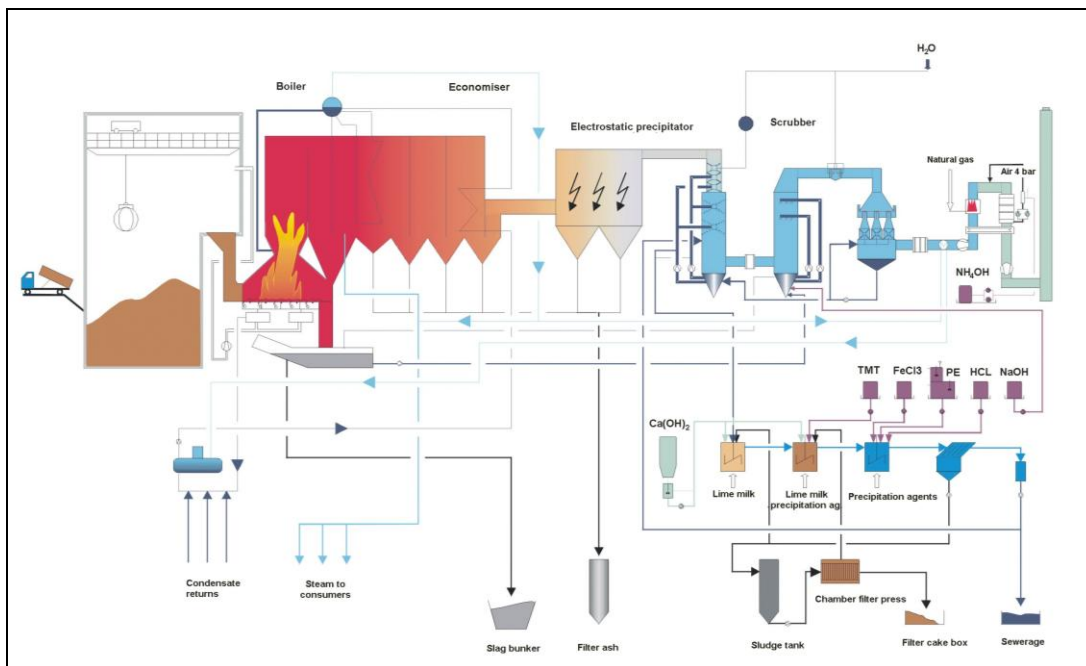 H2O
Boiler
Economiser
Electrostatic precipitator
Scrubber
Natural gas
Air 4 bar
NH4OH
TMT
FeCl3
PE
HCL
NaOH
Ca(OH)2
Lime milk
Lime milk
precipitation ag.
Precipitation agents
Condensate
returns
Steam to
consumers
Slag bunker
Filter ash
Sludge tank
Chamber filter press
Filter cake box
Sewerage